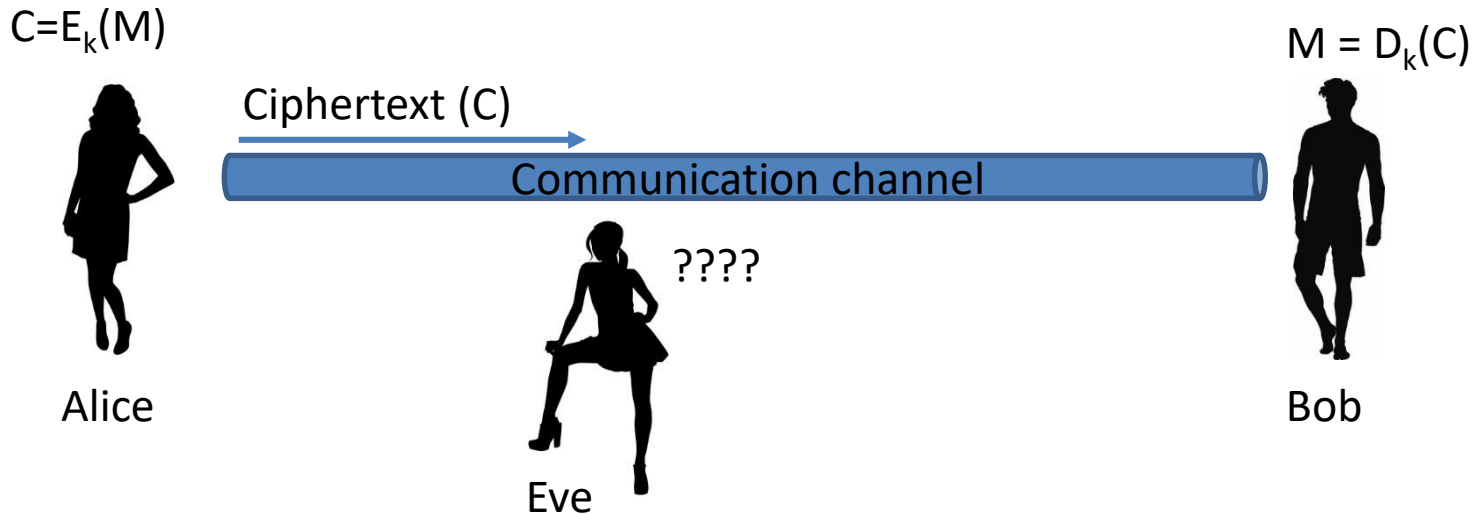 C=Eₖ(M)
M = Dₖ(C)
Ciphertext (C)
Communication channel
????
Alice
Bob
Eve